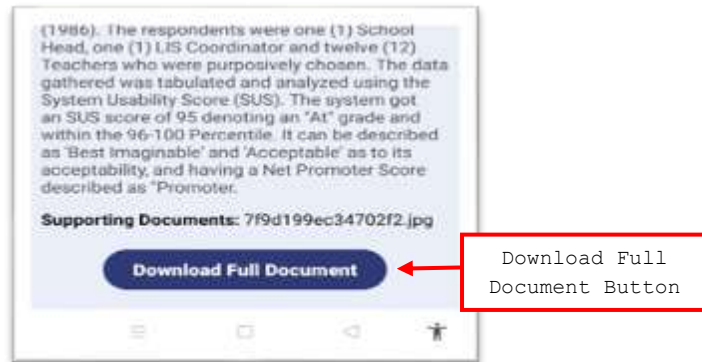 (1986). The respondents were one (1) School
Head, one (1) LIS Coordinator and twelve (12)
Teachers who were purposively chosen. The data
gathered was tabulated and analyzed using the
System Usability Score (SUS). The system got
an SUS score of 95 denoting an "At" grade and
within the 96-100 Percentile. It can be described
as 'Best Imaginable' and 'Acceptable' as to its
acceptability, and having a Net Promoter Score
described as "Promoter.
Supporting Documents: 7f9d199ec34702f2.jpg
Download Full Document
Download Full
Document Button